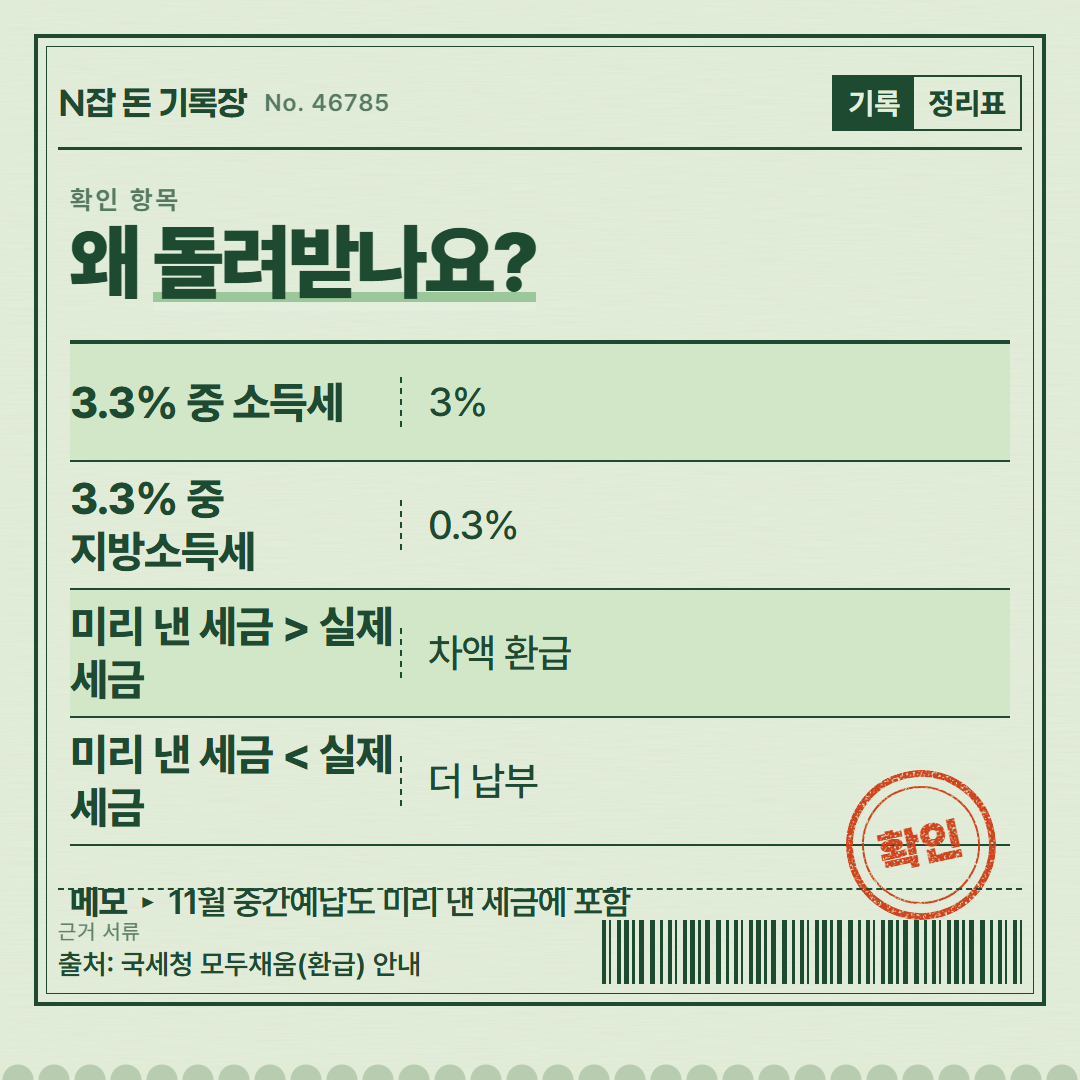 N잡 돈 기록장 No. 46785
기록 정리표
확인 항목
왜 돌려받나요?
3.3% 중 소득세 3%
3.3% 중
지방소득세
0.3%
미리 낸 세금 > 실제
세금
차액 환급
미리 낸 세금 < 실제
세금
더 납부
확인
메모 ▸ 11월 중간예납도 미리 낸 세금에 포함
근거 서류
출처: 국세청 모두채움(환급) 안내